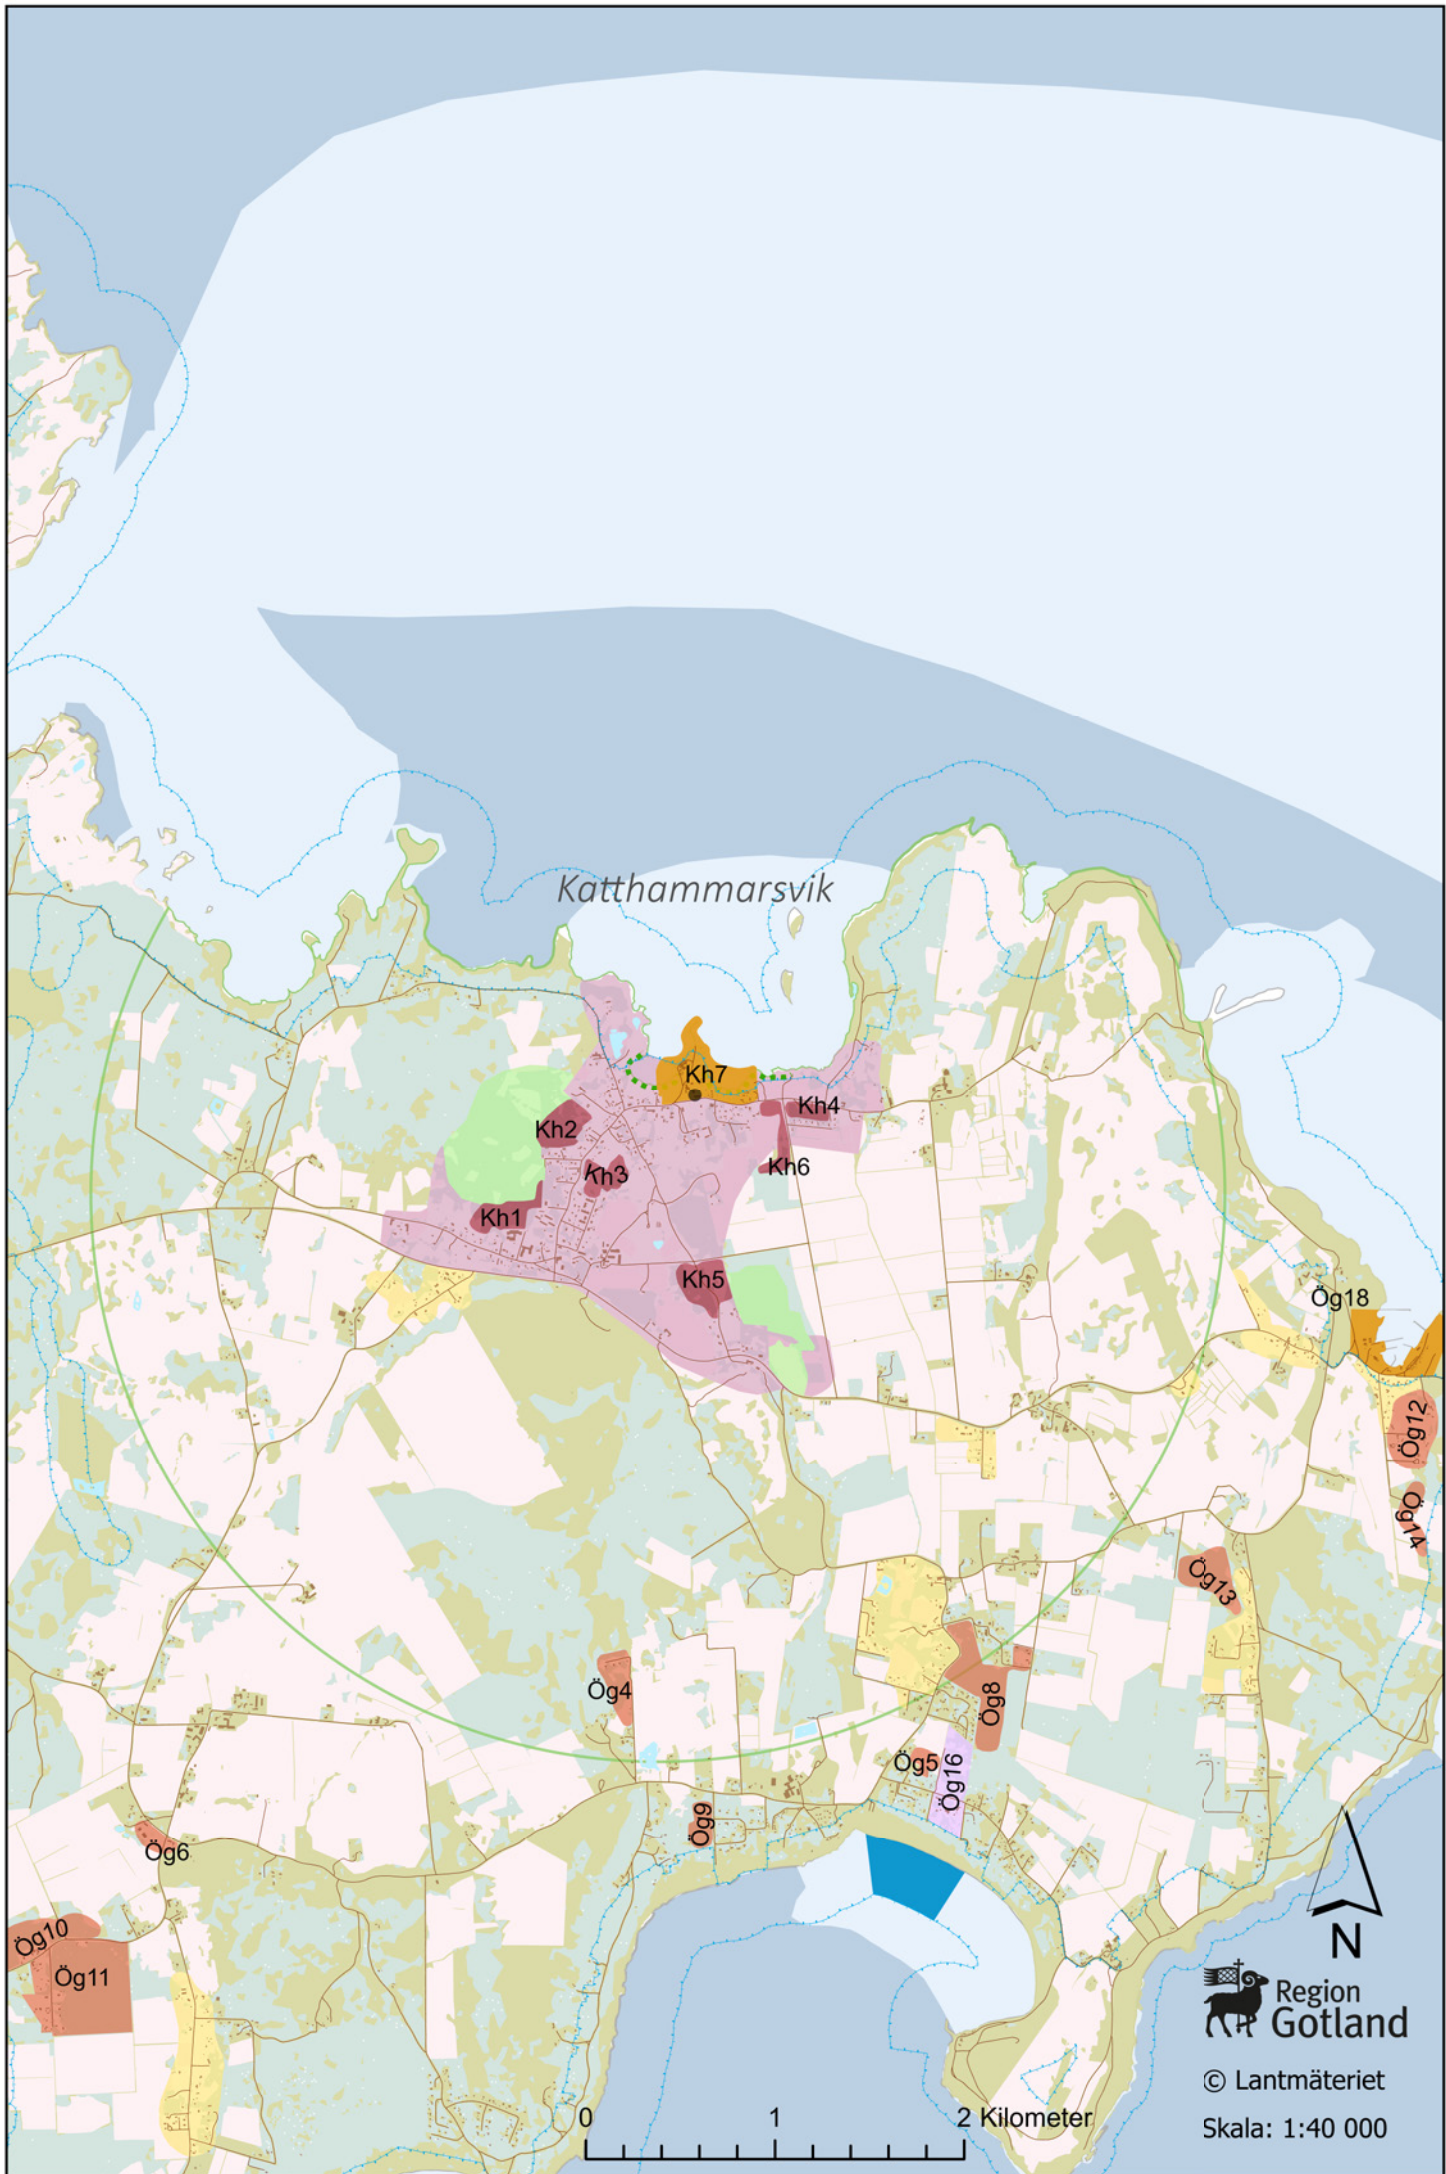 Katthammarsvik
Kh7
Kh4
Kh2
Kh6
Kh3
Kh1
Kh5
Ög18
Ög12
Ög14
Ög13
Ög4
Ög8
Ög5
Ög16
Ög9
Ög6
Ög10
Ög11
N
Region
Gotland
© Lantmäteriet
Skala: 1:40 000
0 1 2 Kilometer